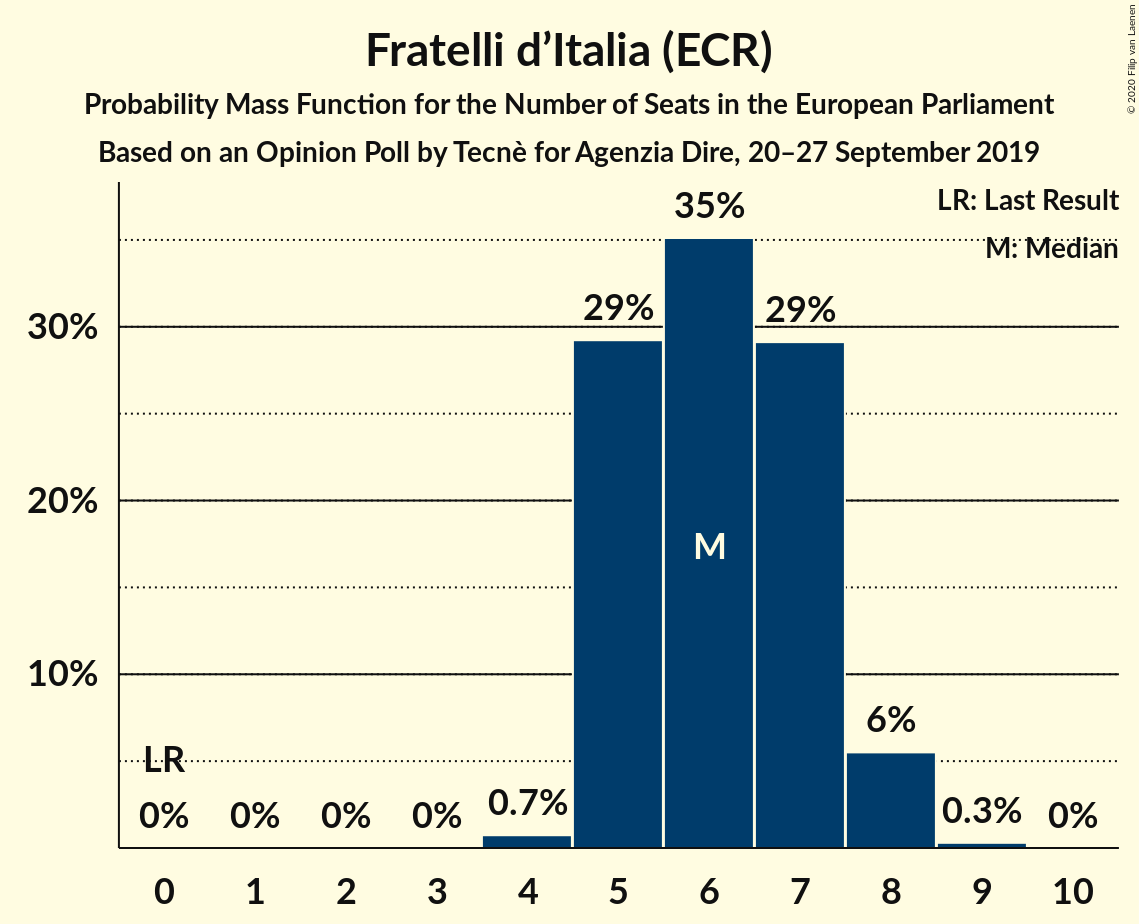 Fratelli d’Italia (ECR)
Probability Mass Function for the Number of Seats in the European Parliament
Based on an Opinion Poll by Tecnè for Agenzia Dire, 20–27 September 2019
© 2020 Filip van Laenen
LR: Last Result
M: Median
35%
29%
29%
30%
20%
M
10%
6%
LR
0%
0%
0%
0%
0.7%
0.3%
0%
0 1 2 3 4 5 6 7 8 9 10